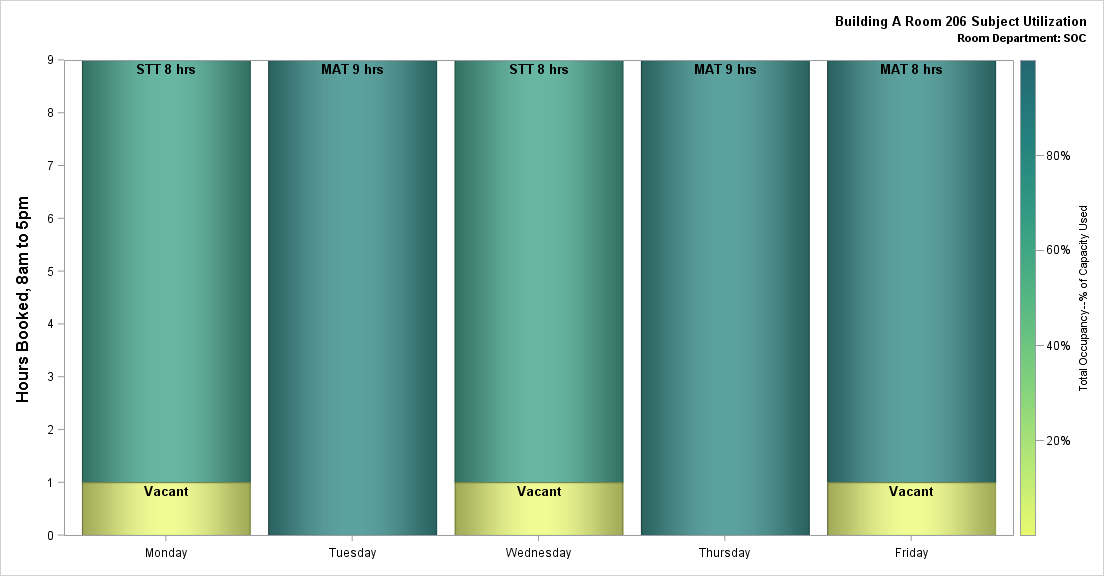 Building A Room 206 Subject Utilization
Room Department: SOC
Hours Booked, 8am to 5pm
9
8
7
6
5
4
3
2
1
0
STT 8 hrs
MAT 9 hrs
STT 8 hrs
MAT 9 hrs
MAT 8 hrs
Vacant
Vacant
Vacant
Monday
Tuesday
Wednesday
Thursday
Friday
80%
60%
40%
20%
Total Occupancy--% of Capacity Used